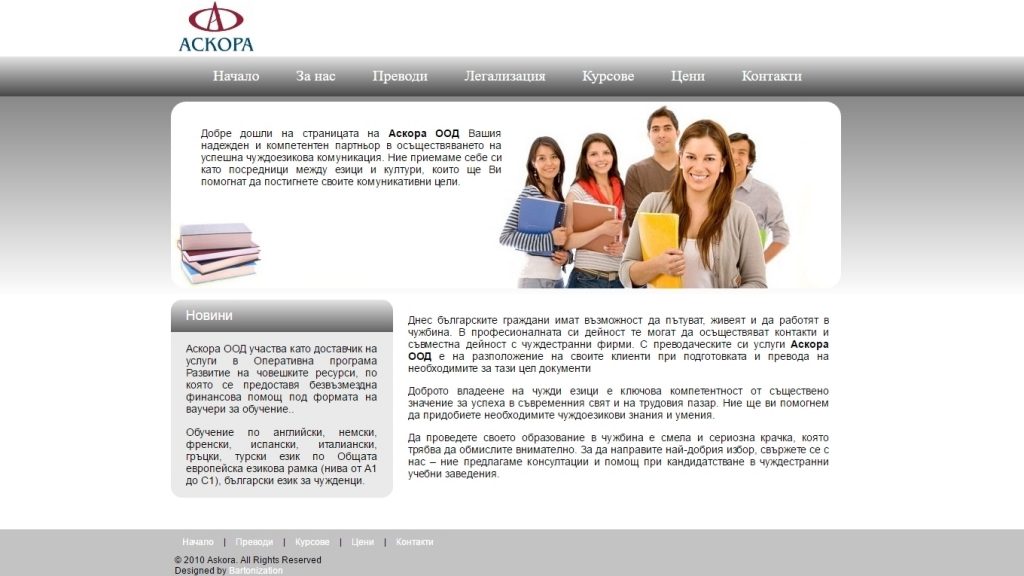 АСКОРА
Начало За нас Преводи Легализация Курсове Цени Контакти
Добре дошли на страницата на Аскора ООД Вашия
надежден и компетентен партньор в осъществяването на
успешна чуждоезикова комуникация. Ние приемаме себе си
като посредници между езици и култури, които ще Ви
помогнат да постигнете своите комуникативни цели.
Новини
Аскора ООД участва като доставчик на
услуги в Оперативна програма
Развитие на човешките ресурси, по
която се предоставя безвъзмездна
финансова помощ под формата на
ваучери за обучение..
Обучение по английски, немски,
френски, испански, италиански,
гръцки, турски език по Общата
европейска езикова рамка (нива от А1
до С1), български език за чужденци.
Днес българските граждани имат възможност да пътуват, живеят и да работят в
чужбина. В професионалната си дейност те могат да осъществяват контакти и
съвместна дейност с чуждестранни фирми. С преводаческите си услуги Аскора
ООД е на разположение на своите клиенти при подготовката и превода на
необходимите за тази цел документи
Доброто владеене на чужди езици е ключова компетентност от съществено
значение за успеха в съвременния свят и на трудовия пазар. Ние ще ви помогнем
да придобиете необходимите чуждоезикови знания и умения.
Да проведете своето образование в чужбина е смела и сериозна крачка, която
трябва да обмислите внимателно. За да направите най-добрия избор, свържете се с
нас – ние предлагаме консултации и помощ при кандидатстване в чуждестранни
учебни заведения.
Начало | Преводи | Курсове | Цени | Контакти
© 2010 Askora. All Rights Reserved
Designed by Bartonization